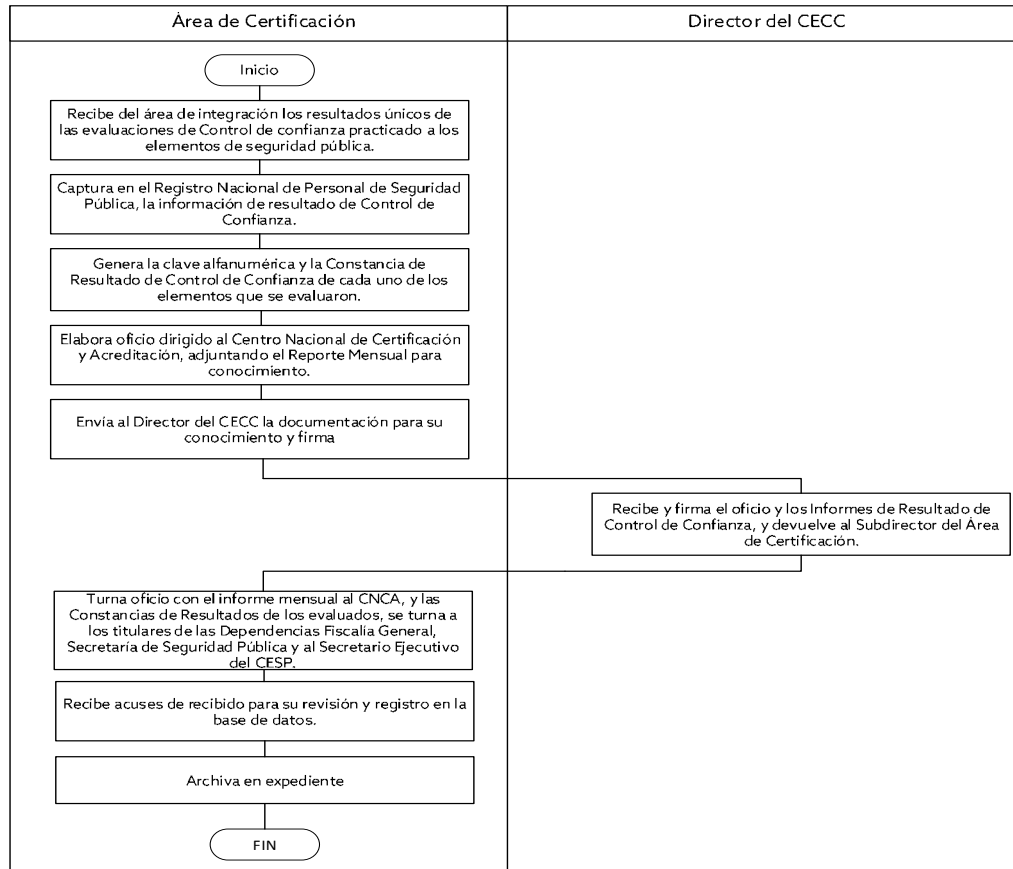 Área de Certificación
Director del CECC
Inicio
Recibe del área de integración los resultados únicos de
las evaluaciones de Control de confianza practicado a los
elementos de seguridad pública.
Captura en el Registro Nacional de Personal de Seguridad
Pública, la información de resultado de Control de
Confianza.
Genera la clave alfanumérica y la Constancia de
Resultado de Control de Confianza de cada uno de los
elementos que se evaluaron.
Elabora oficio dirigido al Centro Nacional de Certificación
y Acreditación, adjuntando el Reporte Mensual para
conocimiento.
Envía al Director del CECC la documentación para su
conocimiento y firma
Recibe y firma el oficio y los Informes de Resultado de
Control de Confianza, y devuelve al Subdirector del Área
de Certificación.
Turna oficio con el informe mensual al CNCA, y las
Constancias de Resultados de los evaluados, se turna a
los titulares de las Dependencias Fiscalía General,
Secretaría de Seguridad Pública y al Secretario Ejecutivo
del CESP.
Recibe acuses de recibido para su revisión y registro en la
base de datos.
Archiva en expediente
FIN